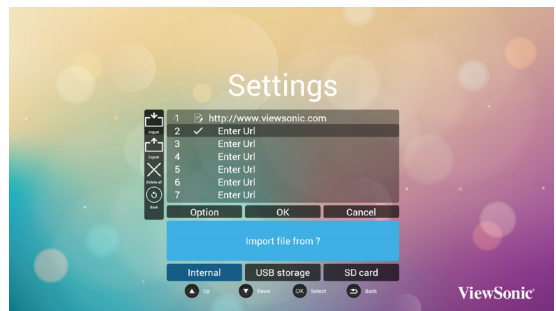 Settings
Import
Export
Delete all
Back
1 http://www.viewsonic.com
2 Enter Url
3 Enter Url
4 Enter Url
5 Enter Url
6 Enter Url
7 Enter Url
Option OK Cancel
Import file from ?
Internal USB storage SD card
Up Down OK Select Back
ViewSonic